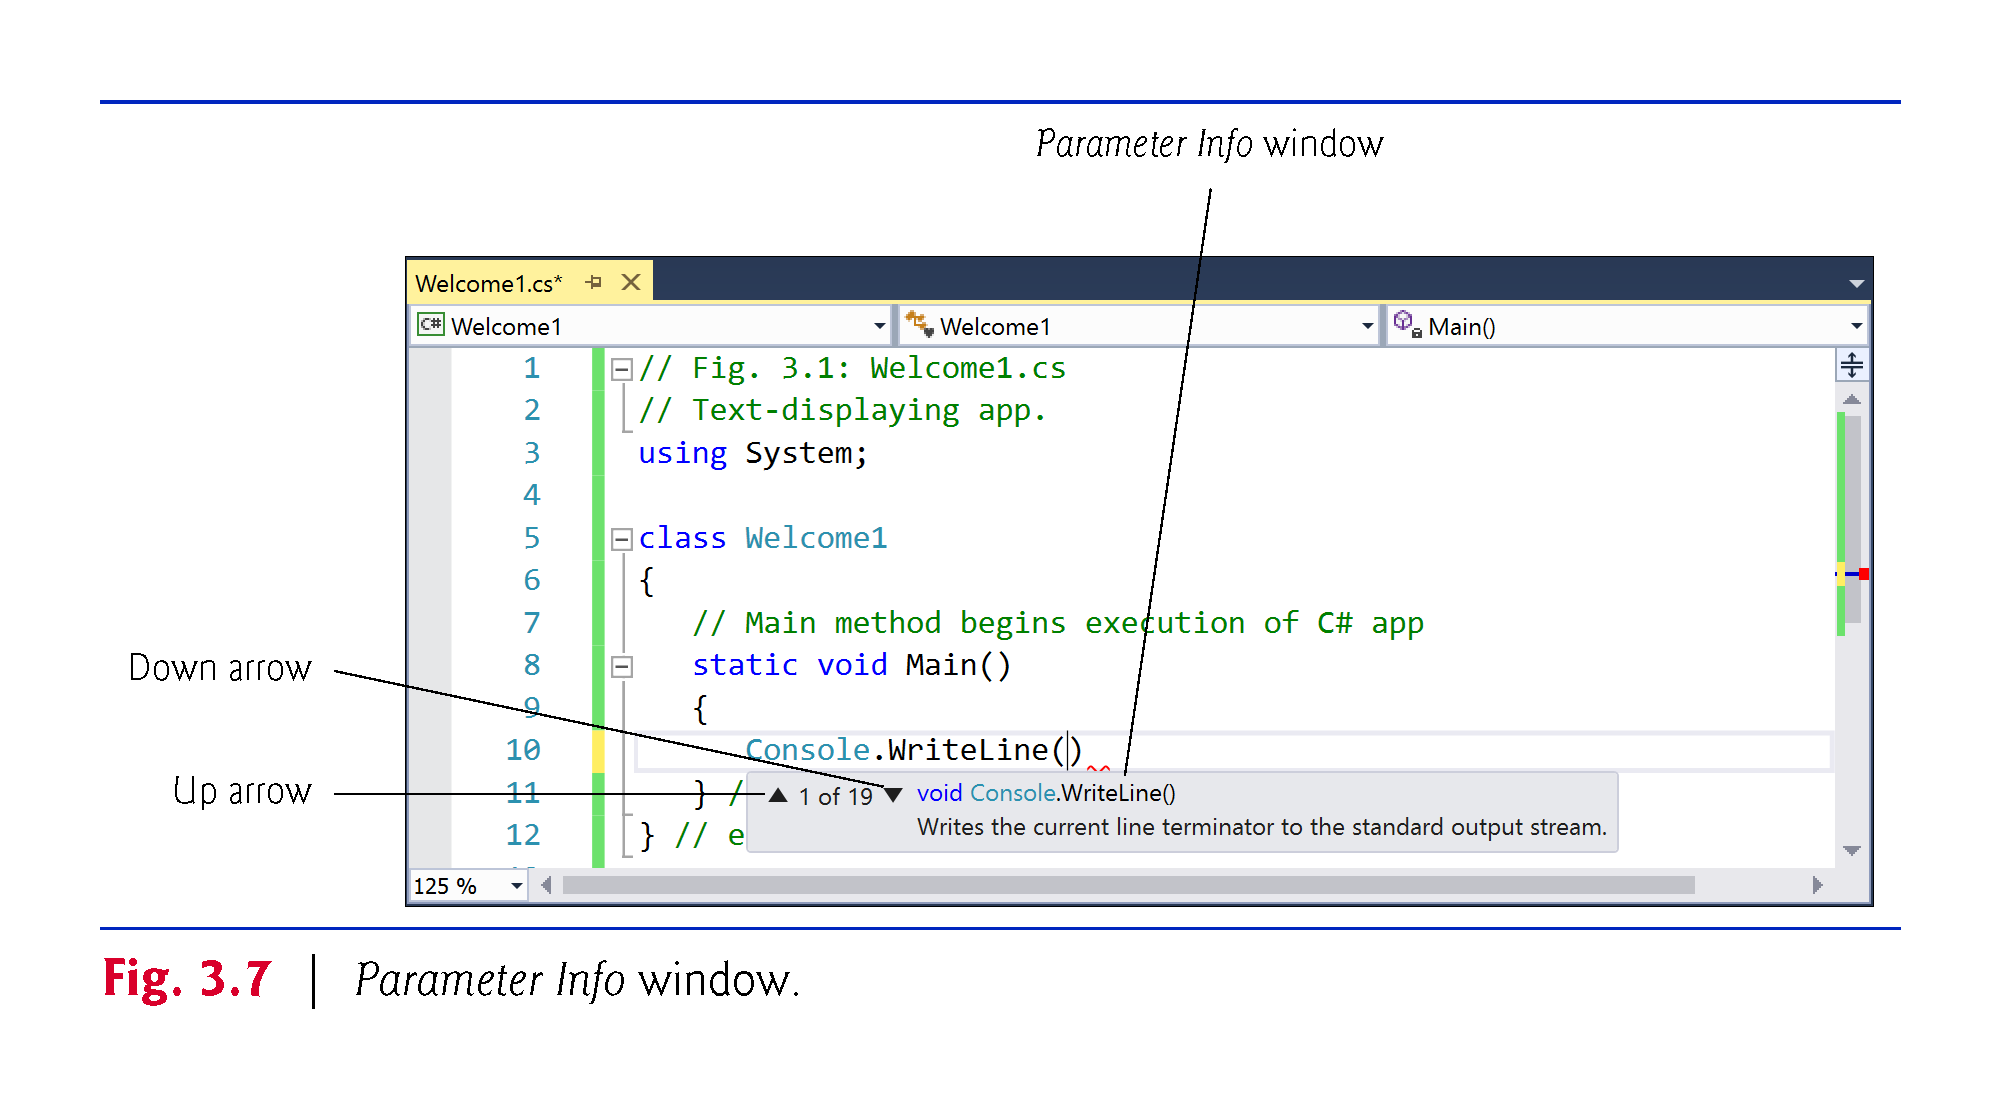 Parameter Info window
Welcome1.cs*
C# Welcome1
Welcome1
Main()
1 // Fig. 3.1: Welcome1.cs
2 // Text-displaying app.
3 using System;
4
5 class Welcome1
6 {
7 // Main method begins execution of C# app
8 static void Main()
9 {
10 Console.WriteLine()
11 } /
12 } // e
▲ 1 of 19 ▼ void Console.WriteLine()
Writes the current line terminator to the standard output stream.
Down arrow
Up arrow
125 %
Fig. 3.7 | Parameter Info window.